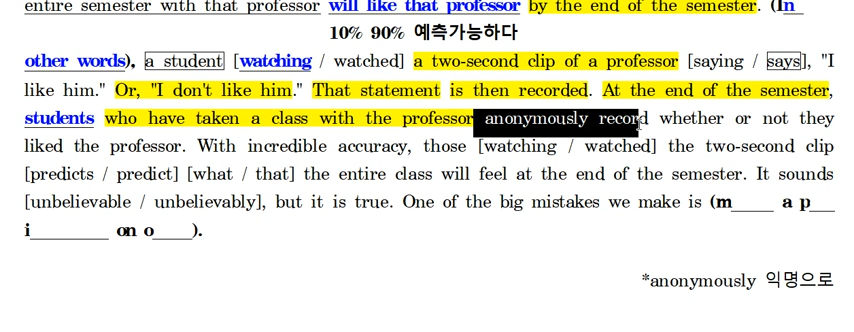 entire semester with that professor will like that professor by the end of the semester. (In
10% 90% 예측가능하다
other words), a student [watching / watched] a two-second clip of a professor [saying / says], "I
like him." Or, "I don't like him." That statement is then recorded. At the end of the semester,
students who have taken a class with the professor anonymously record whether or not they
liked the professor. With incredible accuracy, those [watching / watched] the two-second clip
[predicts / predict] [what / that] the entire class will feel at the end of the semester. It sounds
[unbelievable / unbelievably], but it is true. One of the big mistakes we make is (m_____ a p___
i_________ on o____).
*anonymously 익명으로